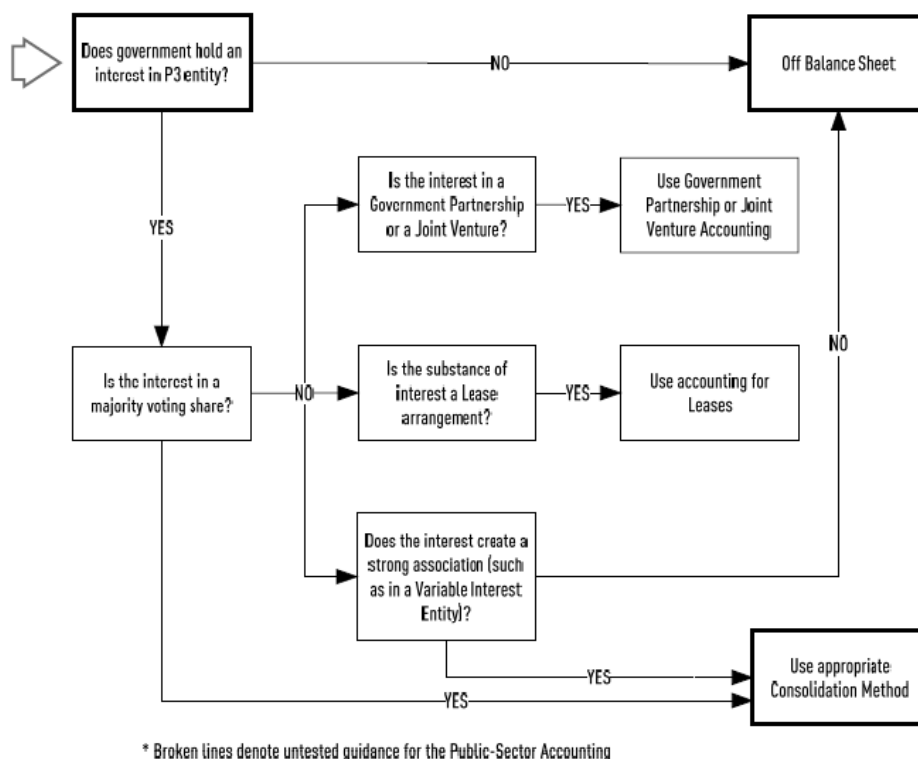 Does government hold an
interest in P3 entity?
NO
Off Balance Sheet
YES
Is the interest in a
Government Partnership
or a Joint Venture?
YES
Use Government
Partnership or Joint
Venture Accounting
Is the interest in a
majority voting share?
NO
Is the substance of
interest a Lease
arrangement?
YES
Use accounting for
Leases
NO
Does the interest create a
strong association (such
as in a Variable Interest
Entity)?
YES
Use appropriate
Consolidation Method
YES
* Broken lines denote untested guidance for the Public-Sector Accounting